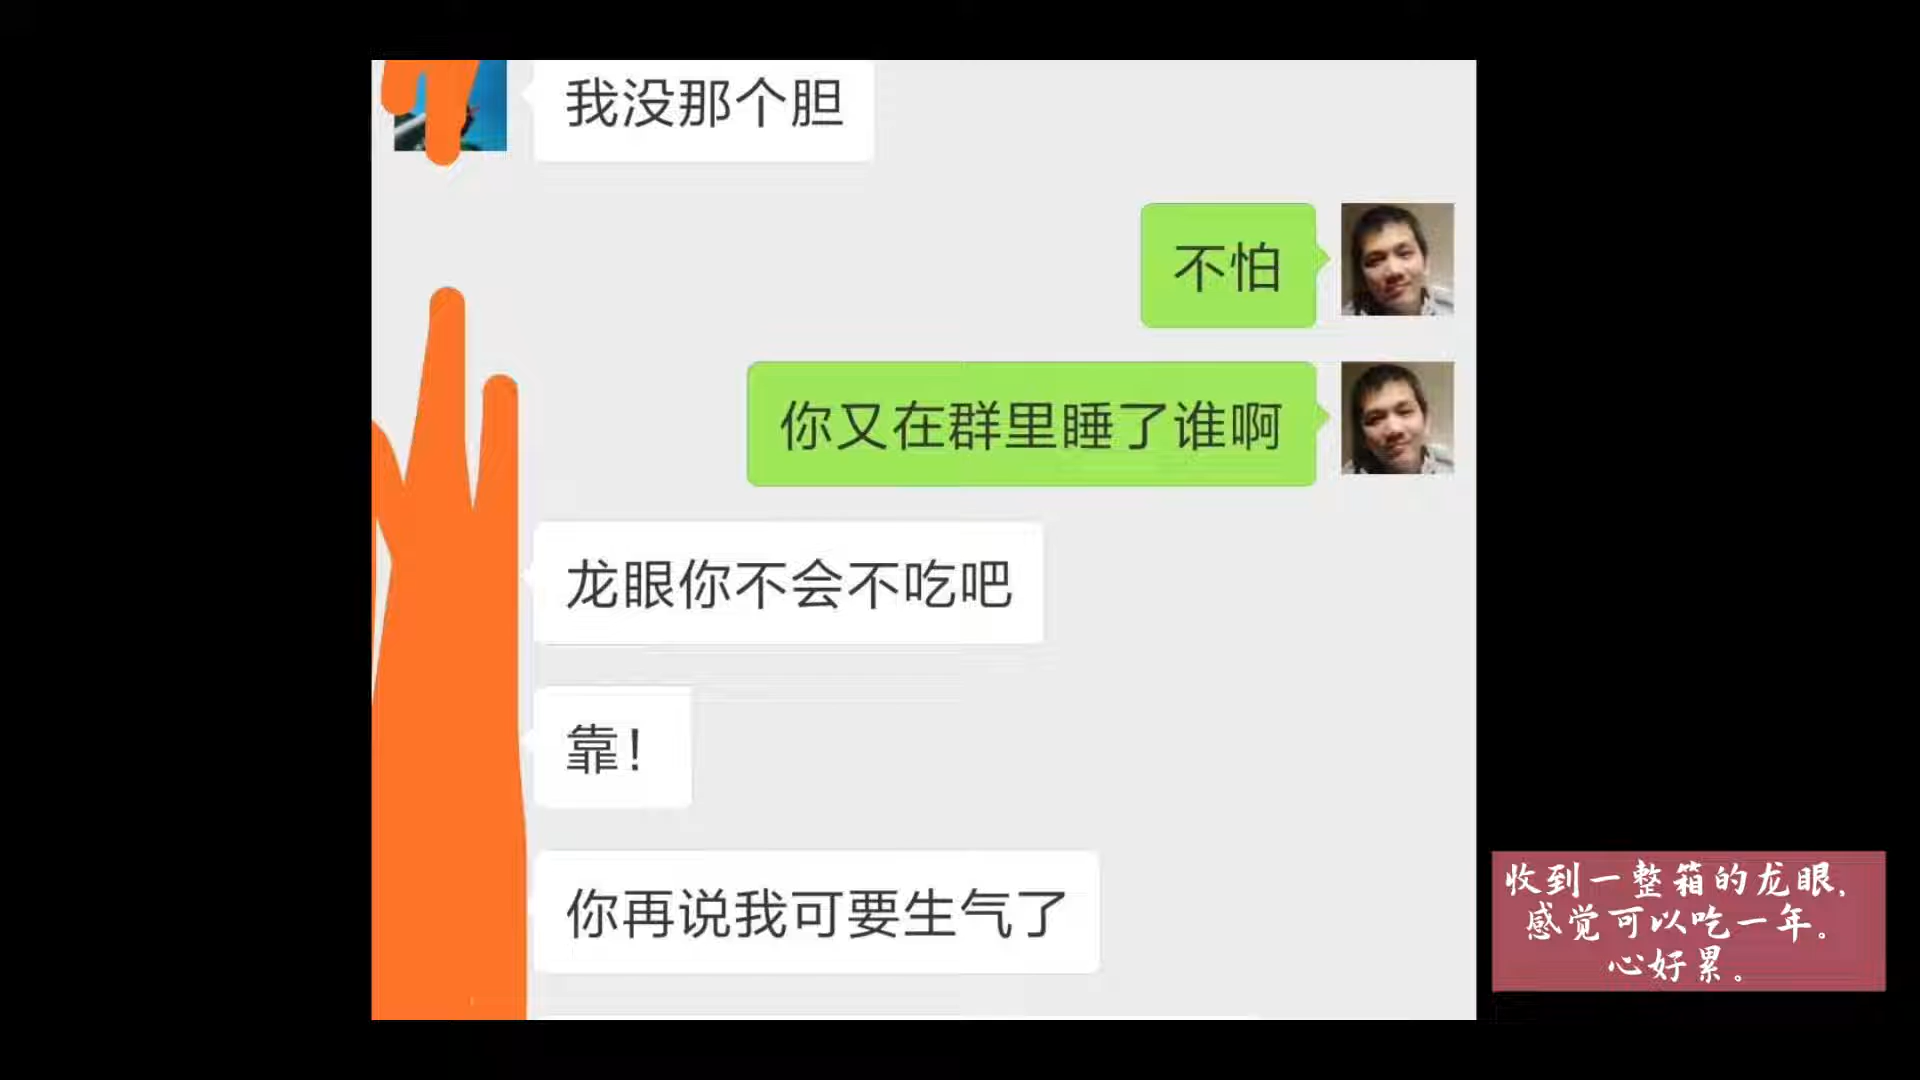 我没那个胆
不怕
你又在群里睡了谁啊
龙眼你不会不吃吧
靠！
你再说我可要生气了
收到一整箱的龙眼，
感觉可以吃一年。
心好累。